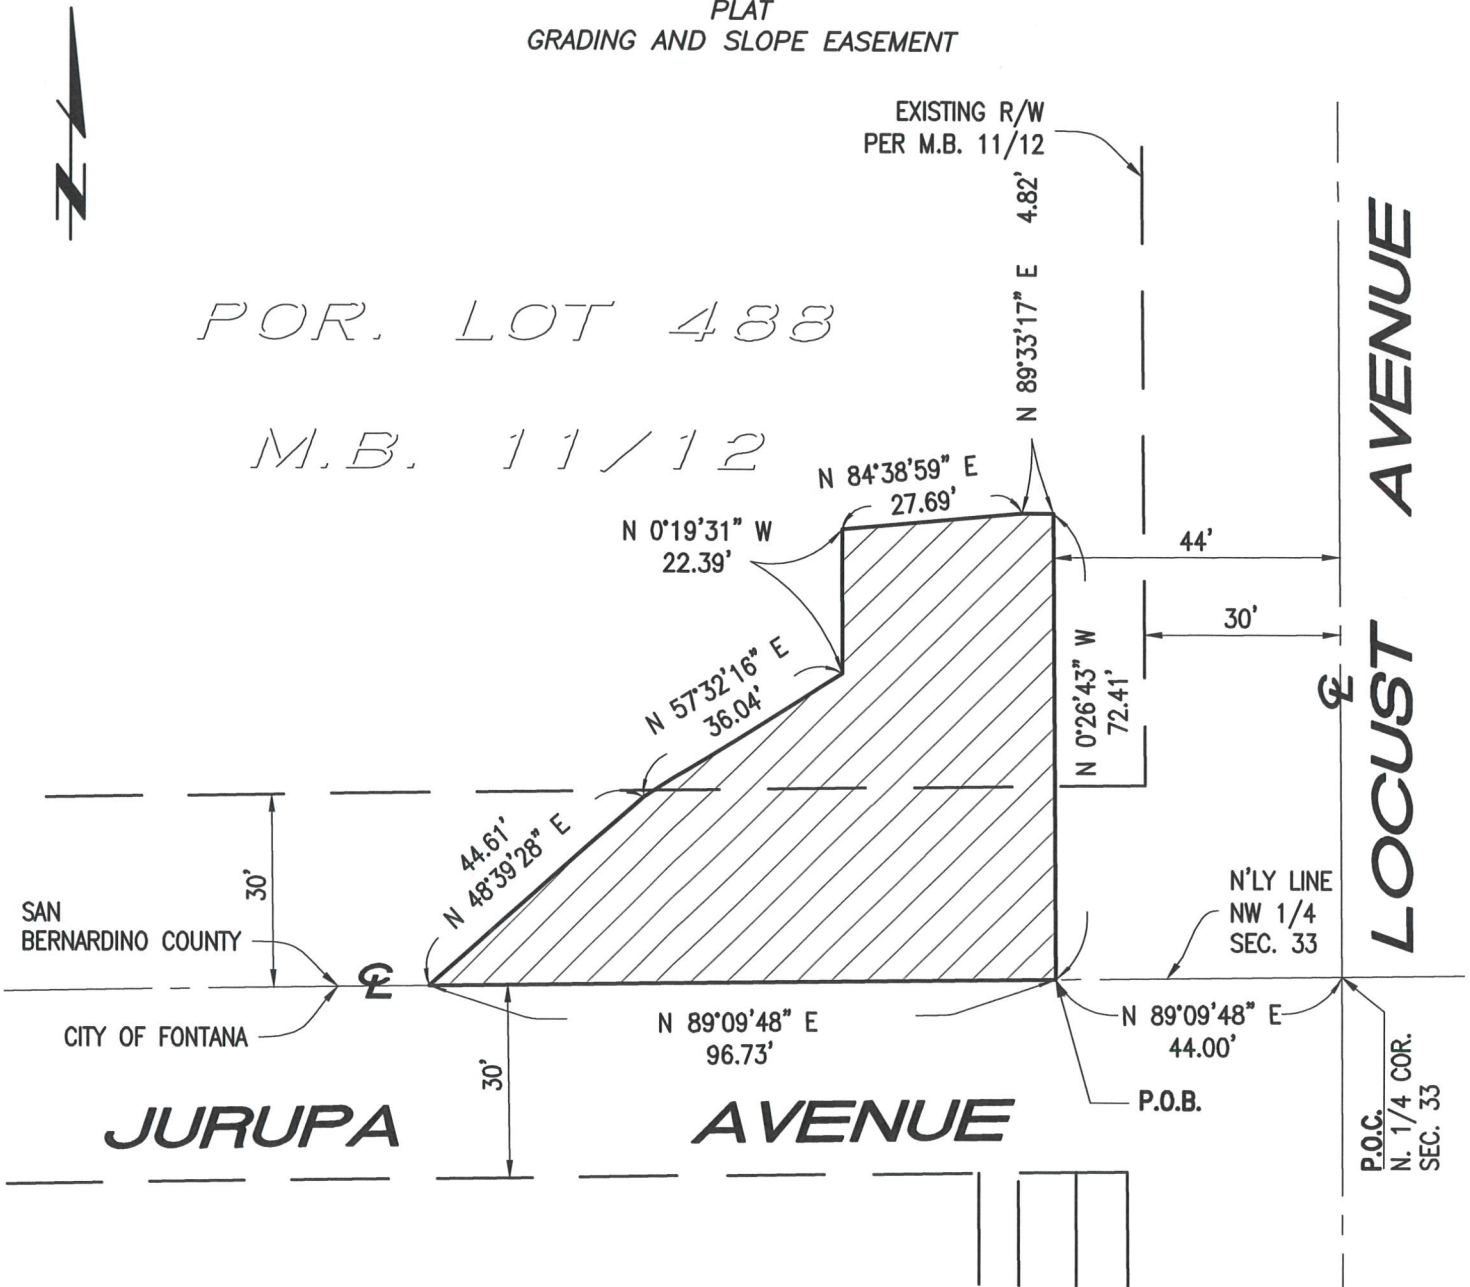 PLAT
GRADING AND SLOPE EASEMENT
EXISTING R/W
PER M.B. 11/12
N 89°33'17" E 4.82'
POR. LOT 488
M.B. 11/12
N 84°38'59" E
27.69'
N 0°19'31" W
22.39'
44'
30'
N 57°32'16" E
36.04'
N 0°26'43" W
72.41'
℄
LOCUST AVENUE
44.61'
N 48°39'28" E
30'
SAN
BERNARDINO COUNTY
℄
CITY OF FONTANA
N'LY LINE
NW 1/4
SEC. 33
N 89°09'48" E
96.73'
N 89°09'48" E
44.00'
30'
P.O.B.
P.O.C.
N. 1/4 COR.
SEC. 33
JURUPA AVENUE
N